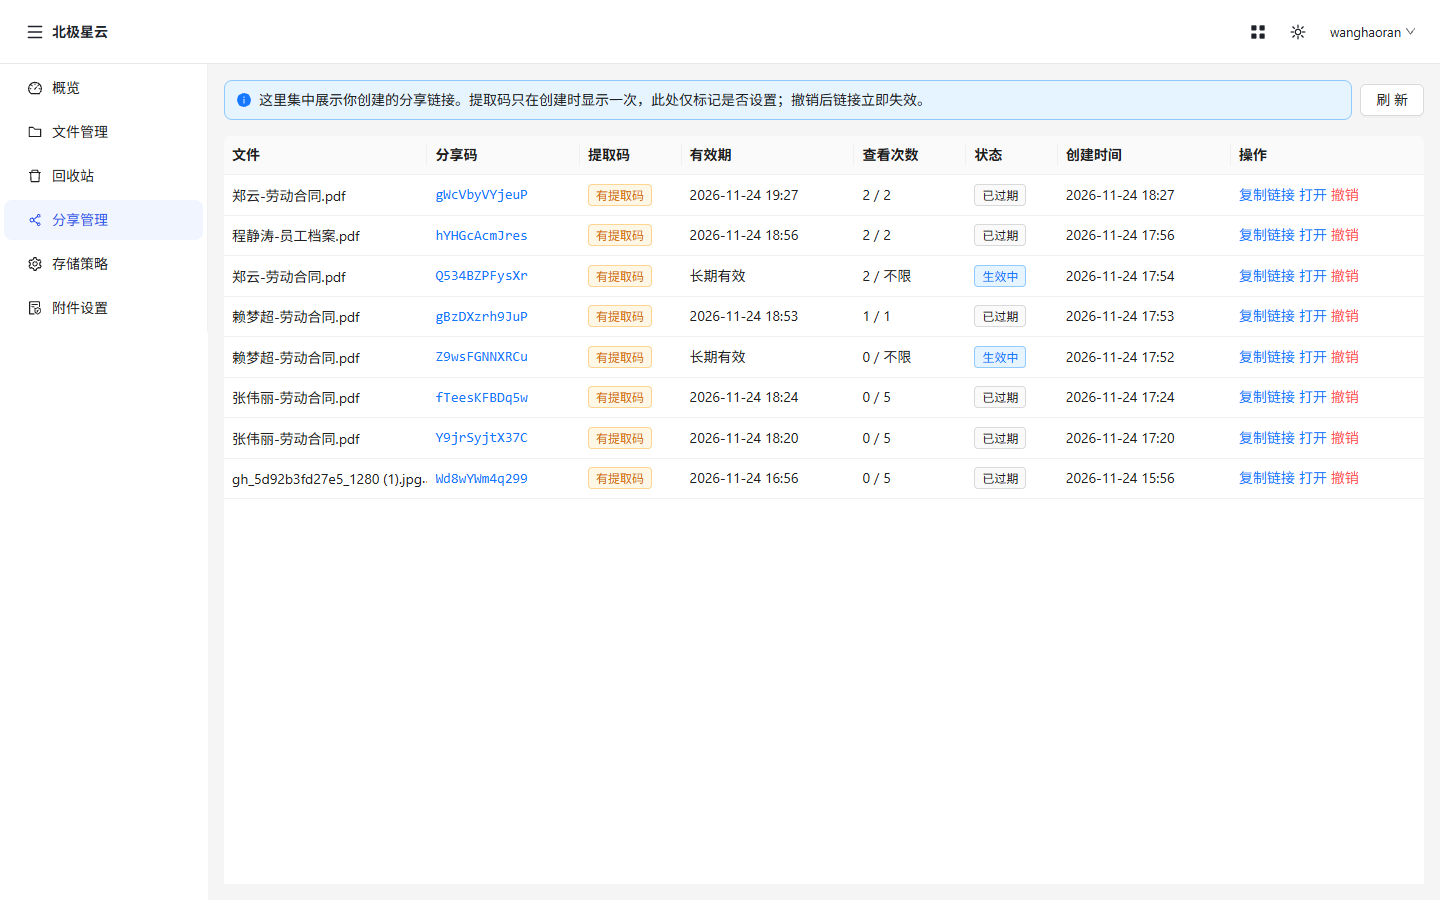 北极星云
wanghaoran
概览
文件管理
回收站
分享管理
存储策略
附件设置
这里集中展示你创建的分享链接。提取码只在创建时显示一次，此处仅标记是否设置；撤销后链接立即失效。
刷 新
文件 分享码 提取码 有效期 查看次数 状态 创建时间 操作
郑云-劳动合同.pdf gWcVbyVYjeuP 有提取码 2026-11-24 19:27 2 / 2 已过期 2026-11-24 18:27 复制链接 打开 撤销
程静涛-员工档案.pdf hYHGcAcmJres 有提取码 2026-11-24 18:56 2 / 2 已过期 2026-11-24 17:56 复制链接 打开 撤销
郑云-劳动合同.pdf Q534BZPFysXr 有提取码 长期有效 2 / 不限 生效中 2026-11-24 17:54 复制链接 打开 撤销
赖梦超-劳动合同.pdf gBzDXzrh9JuP 有提取码 2026-11-24 18:53 1 / 1 已过期 2026-11-24 17:53 复制链接 打开 撤销
赖梦超-劳动合同.pdf Z9wsFGNNXRCu 有提取码 长期有效 0 / 不限 生效中 2026-11-24 17:52 复制链接 打开 撤销
张伟丽-劳动合同.pdf fTeesKFBDq5w 有提取码 2026-11-24 18:24 0 / 5 已过期 2026-11-24 17:24 复制链接 打开 撤销
张伟丽-劳动合同.pdf Y9jrSyjtX37C 有提取码 2026-11-24 18:20 0 / 5 已过期 2026-11-24 17:20 复制链接 打开 撤销
gh_5d92b3fd27e5_1280 (1).jpg.. Wd8wYWm4q299 有提取码 2026-11-24 16:56 0 / 5 已过期 2026-11-24 15:56 复制链接 打开 撤销